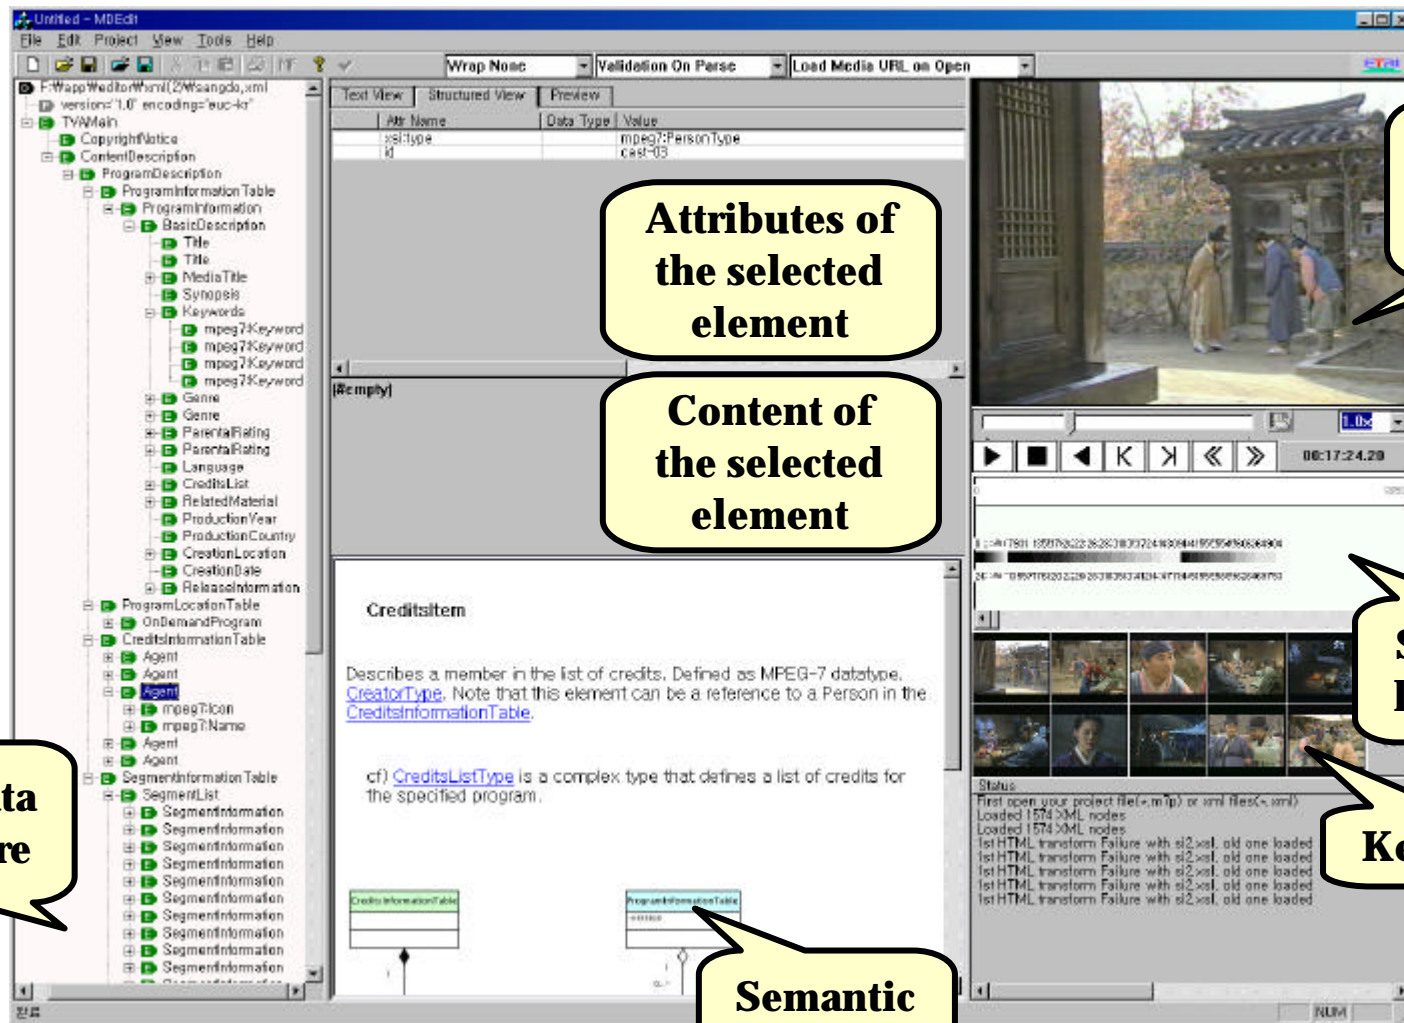 Untitled - MDEdit
File Edit Project View Tools Help
Wrap None
Validation On Parse
Load Media URL on Open
ETRI
F:₩app₩editor₩xml(2)₩sangdo,xml
version="1.0" encoding="euc-kr"
TVAMain
CopyrightNotice
ContentDescription
ProgramDescription
ProgramInformationTable
ProgramInformation
BasicDescription
Title
Title
MediaTitle
Synopsis
Keywords
mpeg7:Keyword
mpeg7:Keyword
mpeg7:Keyword
mpeg7:Keyword
Genre
Genre
ParentalRating
ParentalRating
Language
CreditsList
RelatedMaterial
ProductionYear
ProductionCountry
CreationLocation
CreationDate
ReleaseInformation
ProgramLocationTable
OnDemandProgram
CreditsInformationTable
Agent
Agent
Agent
mpeg7:Icon
mpeg7:Name
Agent
Agent
SegmentInformationTable
SegmentList
SegmentInformation
SegmentInformation
SegmentInformation
SegmentInformation
SegmentInformation
SegmentInformation
SegmentInformation
SegmentInformation
SegmentInformation
SegmentInformation
Text View
Structured View
Preview
Attr Name
Data Type
Value
xsi:type
mpeg7:PersonType
id
cast-03
Attributes of
the selected
element
|#empty|
Content of
the selected
element
CreditsItem
Describes a member in the list of credits. Defined as MPEG-7 datatype.
CreatorType. Note that this element can be a reference to a Person in the
CreditsInformationTable.
cf) CreditsListType is a complex type that defines a list of credits for
the specified program.
CreditsInformationTable
ProgramInformationTable
Semantic
1.0x
00:17:24.20
Status
First open your project file(*,m7p) or xml files(*, xml)
Loaded 1574 XML nodes
Loaded 1574 XML nodes
1st HTML transform Failure with si2.xsl, old one loaded
1st HTML transform Failure with si2.xsl, old one loaded
1st HTML transform Failure with si2.xsl, old one loaded
1st HTML transform Failure with si2.xsl, old one loaded
1st HTML transform Failure with si2.xsl, old one loaded
Ke
완료
NUM